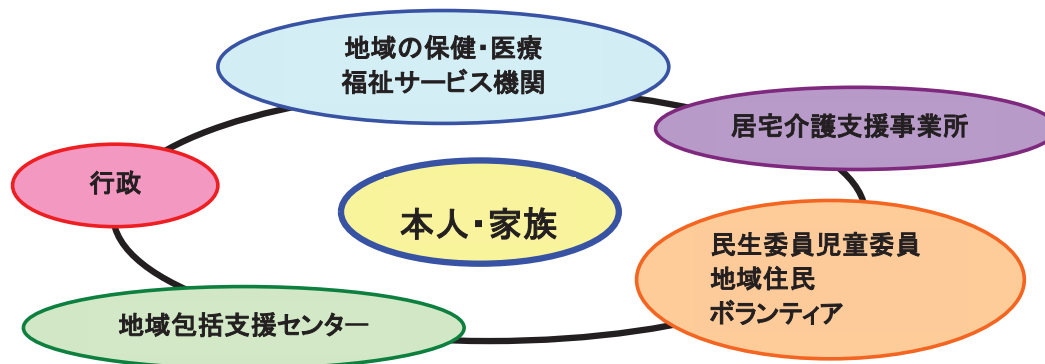 地域の保健・医療
福祉サービス機関
居宅介護支援事業所
行政
本人・家族
民生委員児童委員
地域住民
ボランティア
地域包括支援センター